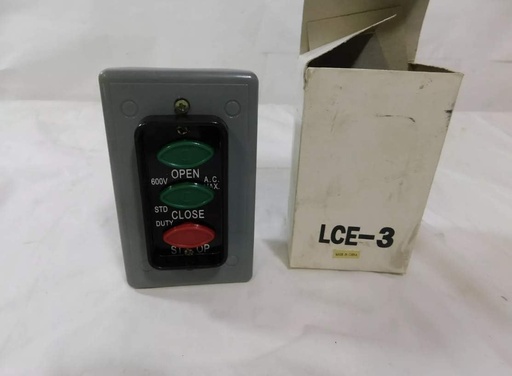 OPEN
600V A.C.
STD
CLOSE
DUTY
STOP
LCE-3